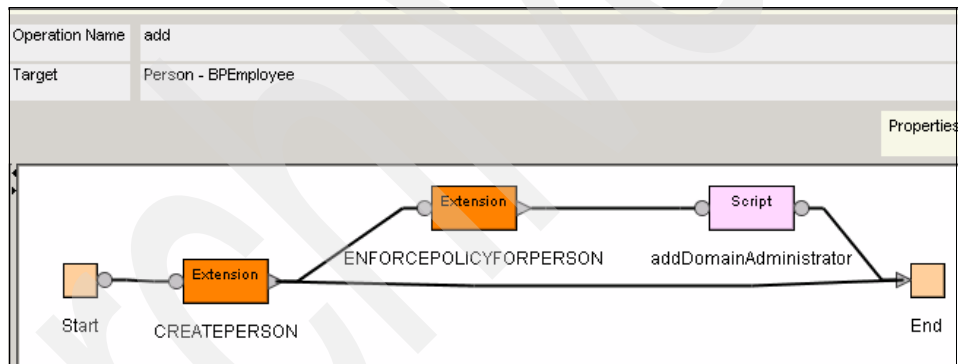 Operation Name add
Target Person - BPEmployee
Properties
Extension Script
ENFORCEPOLICYFORPERSON addDomainAdministrator
Extension
Start CREATEPERSON End